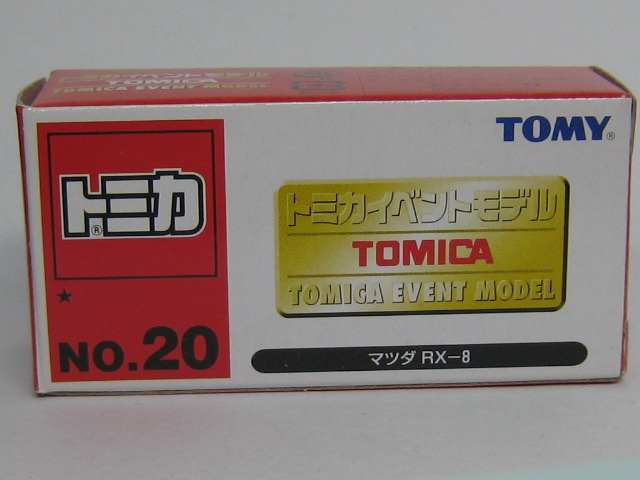 トミカイベントモデル
TOMICA
TOMICA EVENT MODEL
TOMY®
トミカ®
トミカイベントモデル
TOMICA
TOMICA EVENT MODEL
★
NO.20
マツダ RX-8